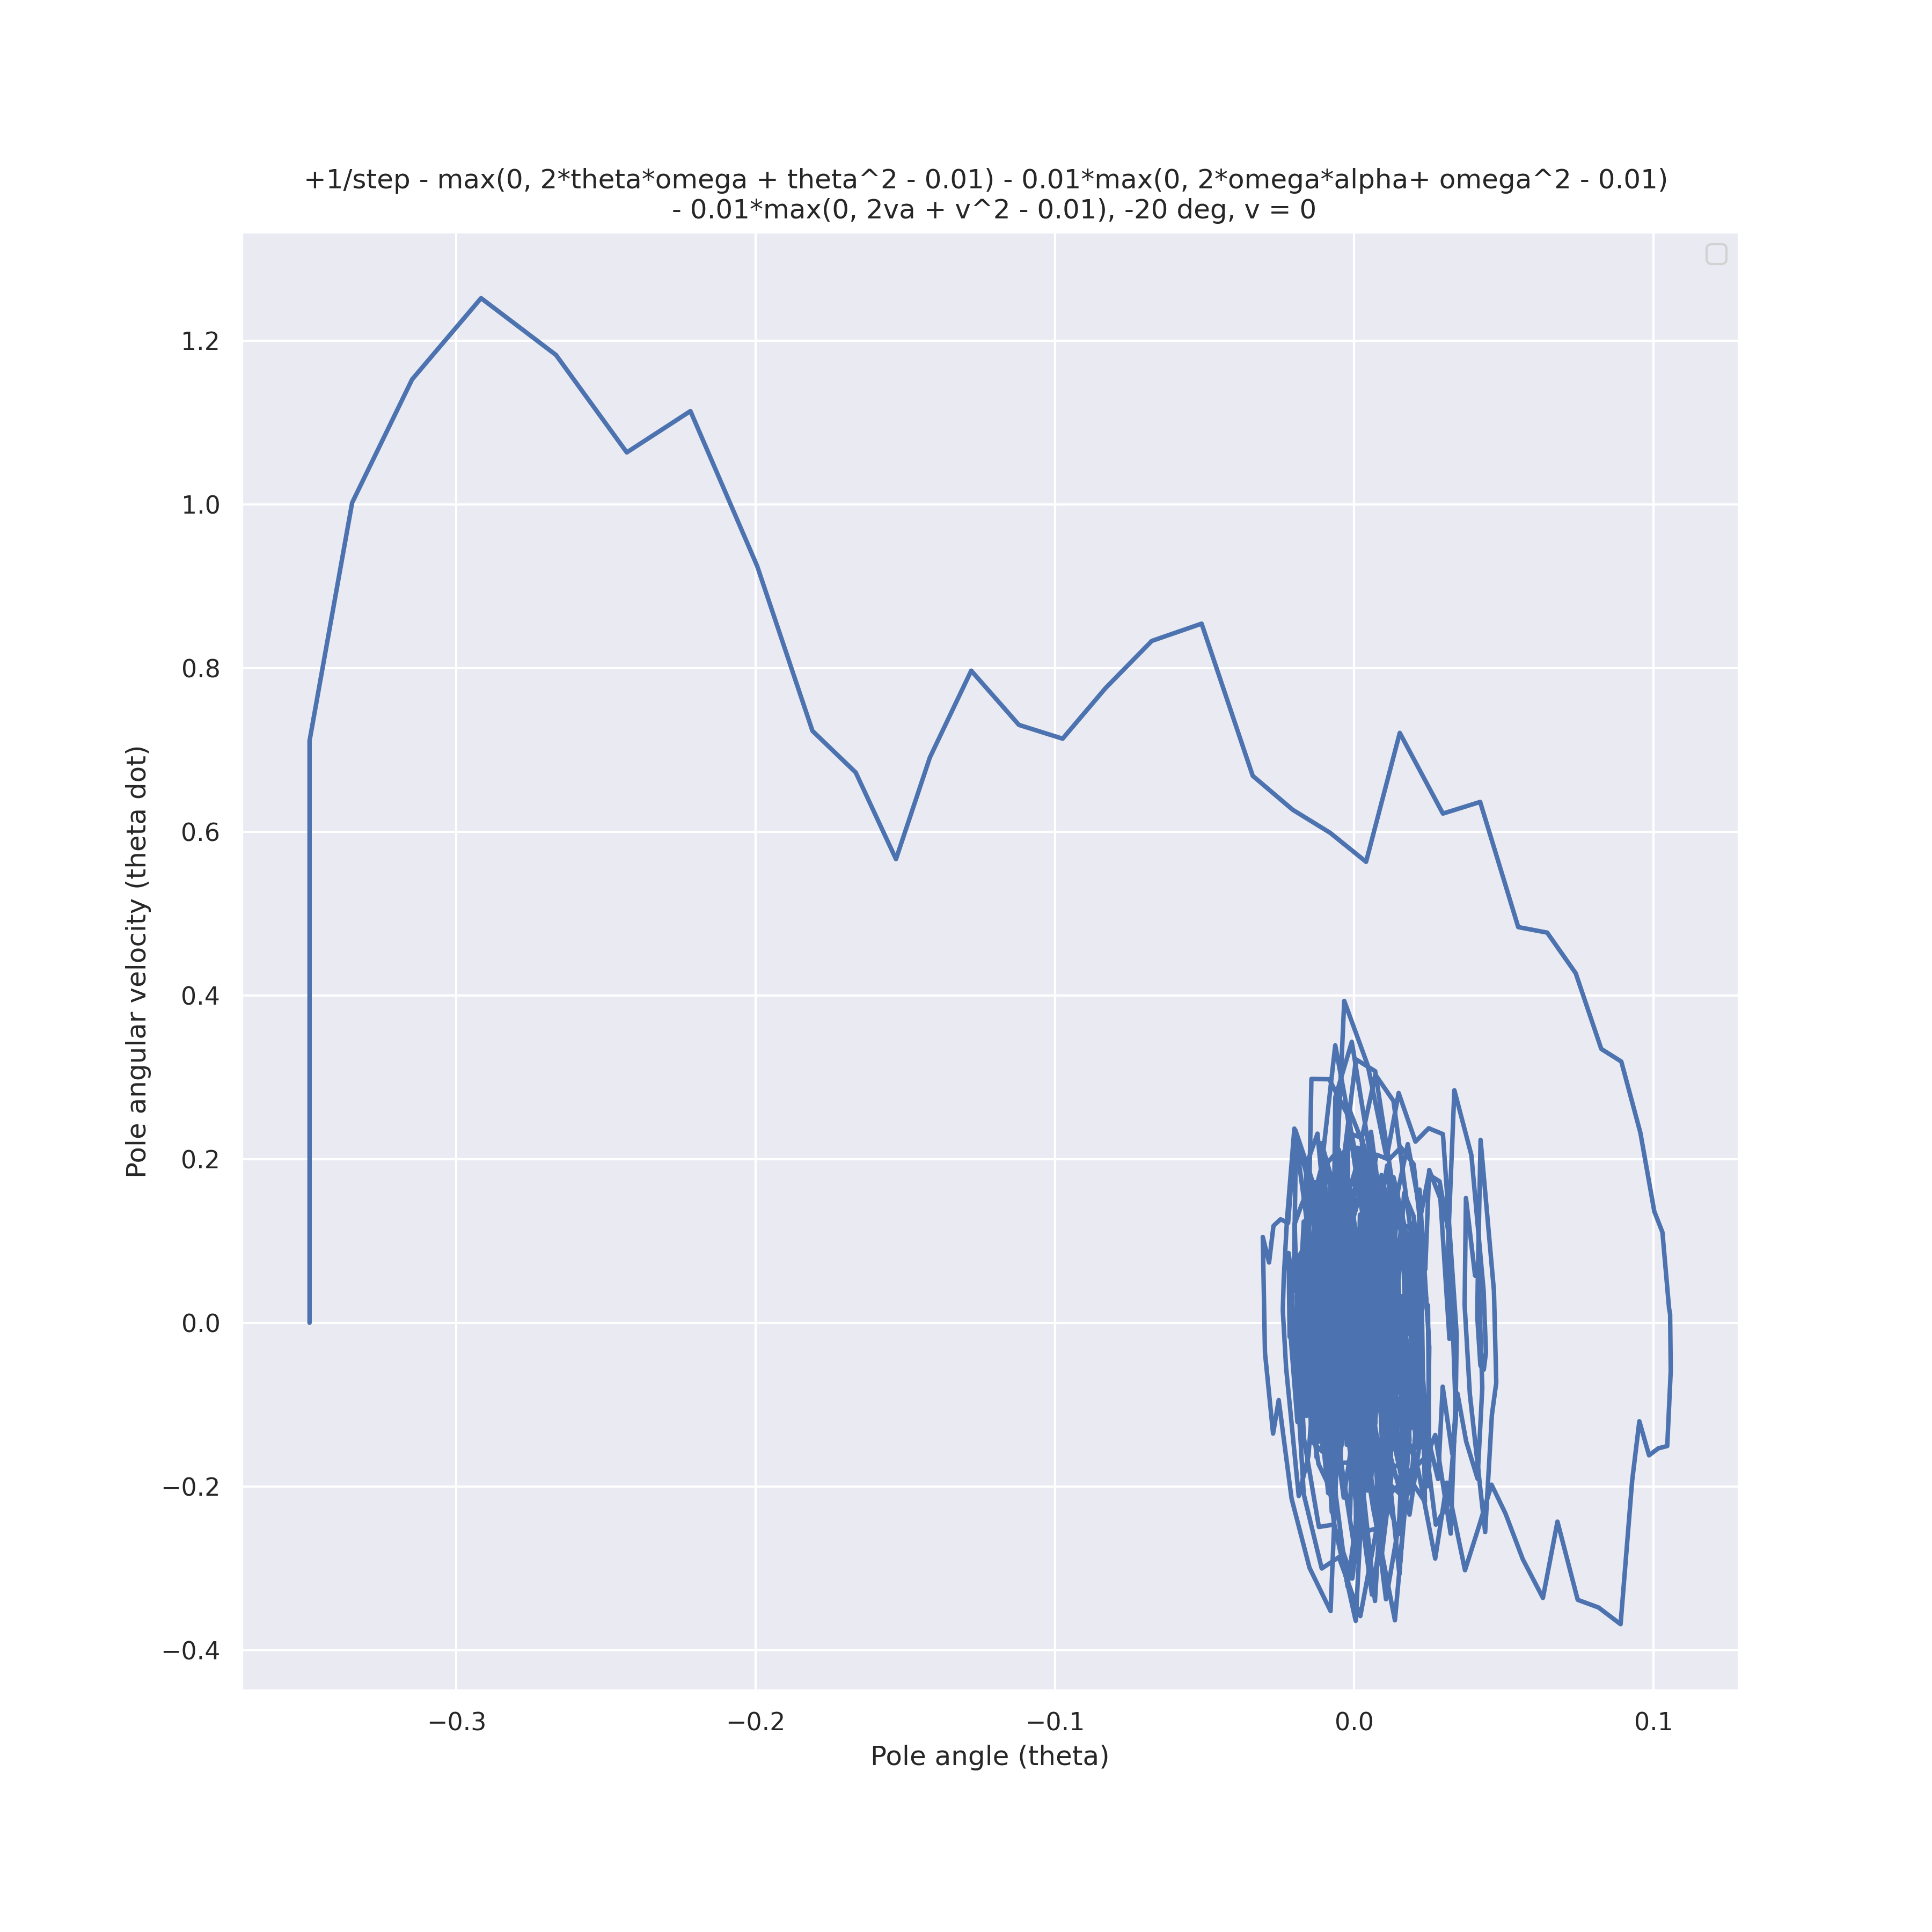 +1/step - max(0, 2*theta*omega + theta^2 - 0.01) - 0.01*max(0, 2*omega*alpha+ omega^2 - 0.01)
- 0.01*max(0, 2va + v^2 - 0.01), -20 deg, v = 0
1.2
1.0
0.8
0.6
0.4
0.2
0.0
−0.2
−0.4
Pole angular velocity (theta dot)
−0.3 −0.2 −0.1 0.0 0.1
Pole angle (theta)